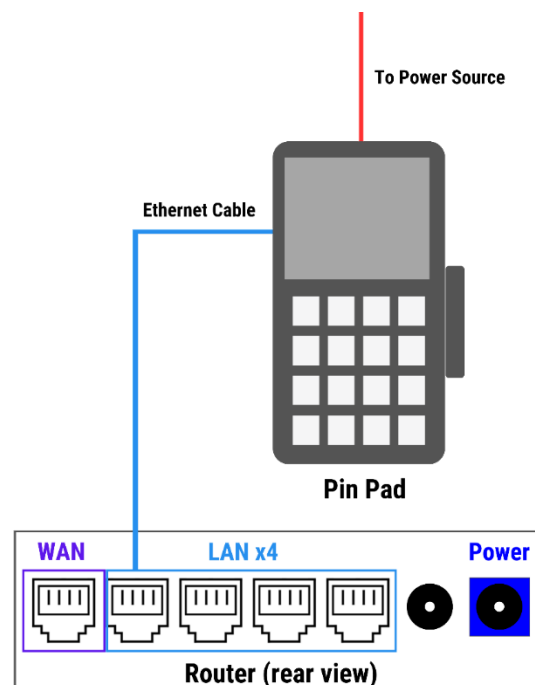 To Power Source
Ethernet Cable
Pin Pad
WAN
LAN x4
Power
Router (rear view)